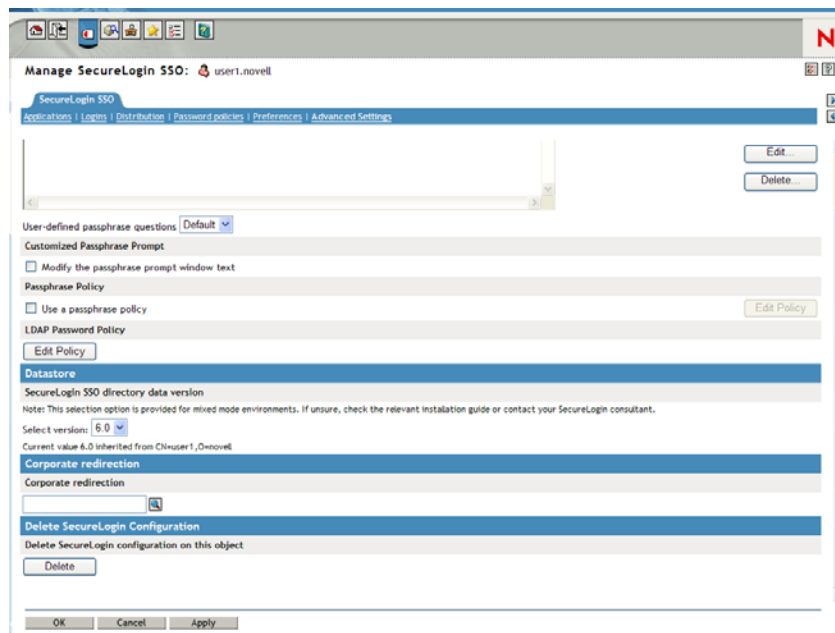 N
Manage SecureLogin SSO: user1.novell
SecureLogin SSO
Applications | Logins | Distribution | Password policies | Preferences | Advanced Settings
Edit...
Delete...
User-defined passphrase questions Default
Customized Passphrase Prompt
Modify the passphrase prompt window text
Passphrase Policy
Use a passphrase policy Edit Policy
LDAP Password Policy
Edit Policy
Datastore
SecureLogin SSO directory data version
Note: This selection option is provided for mixed mode environments. If unsure, check the relevant installation guide or contact your SecureLogin consultant.
Select version: 6.0
Current value 6.0 inherited from CN=user1,O=novell
Corporate redirection
Corporate redirection
Delete SecureLogin Configuration
Delete SecureLogin configuration on this object
Delete
OK Cancel Apply